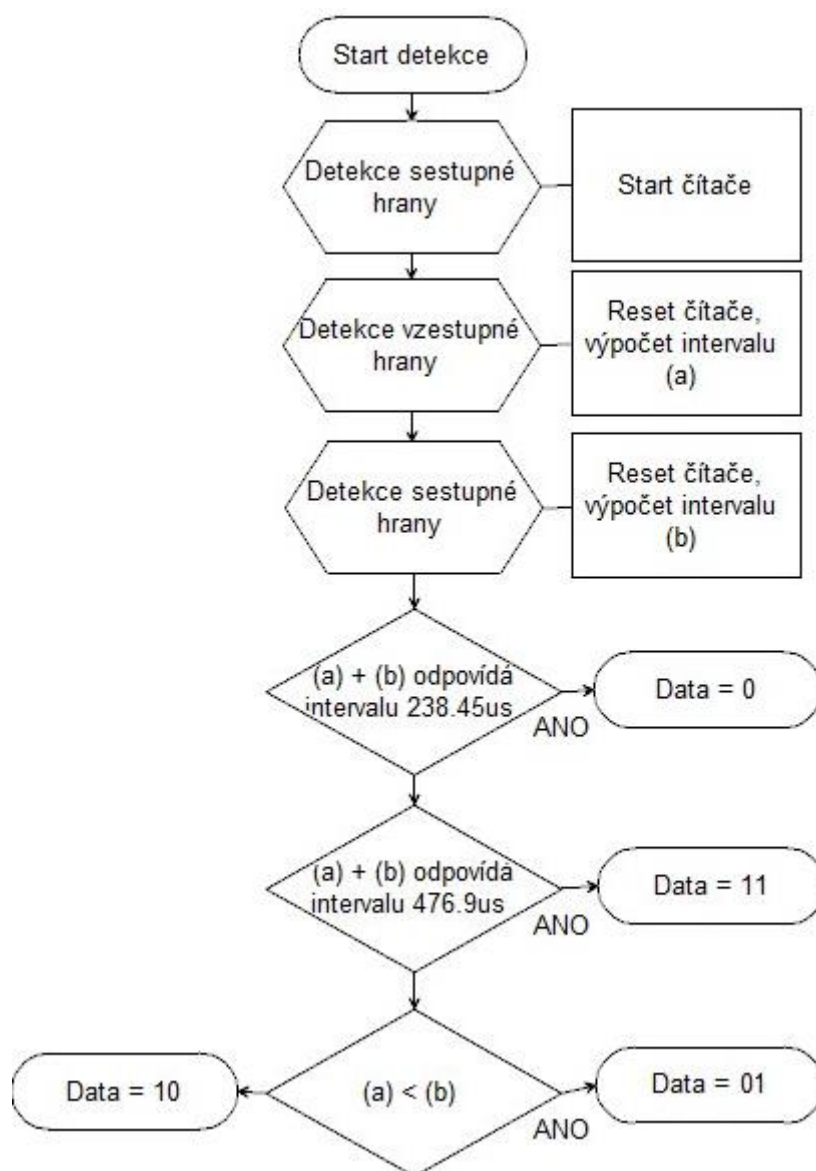 Start detekce
Detekce sestupné
hrany
Start čítače
Detekce vzestupné
hrany
Reset čítače,
výpočet intervalu
(a)
Detekce sestupné
hrany
Reset čítače,
výpočet intervalu
(b)
(a) + (b) odpovídá
intervalu 238.45us
ANO
Data = 0
(a) + (b) odpovídá
intervalu 476.9us
ANO
Data = 11
Data = 10
(a) < (b)
ANO
Data = 01